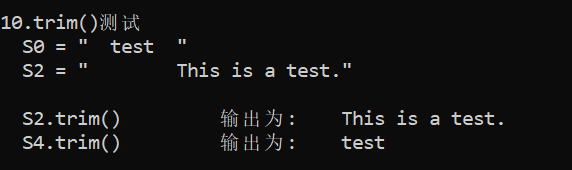 10.trim()测试
S0 = "  test  "
S2 = "        This is a test."
S2.trim()         输出为:    This is a test.
S4.trim()         输出为:    test